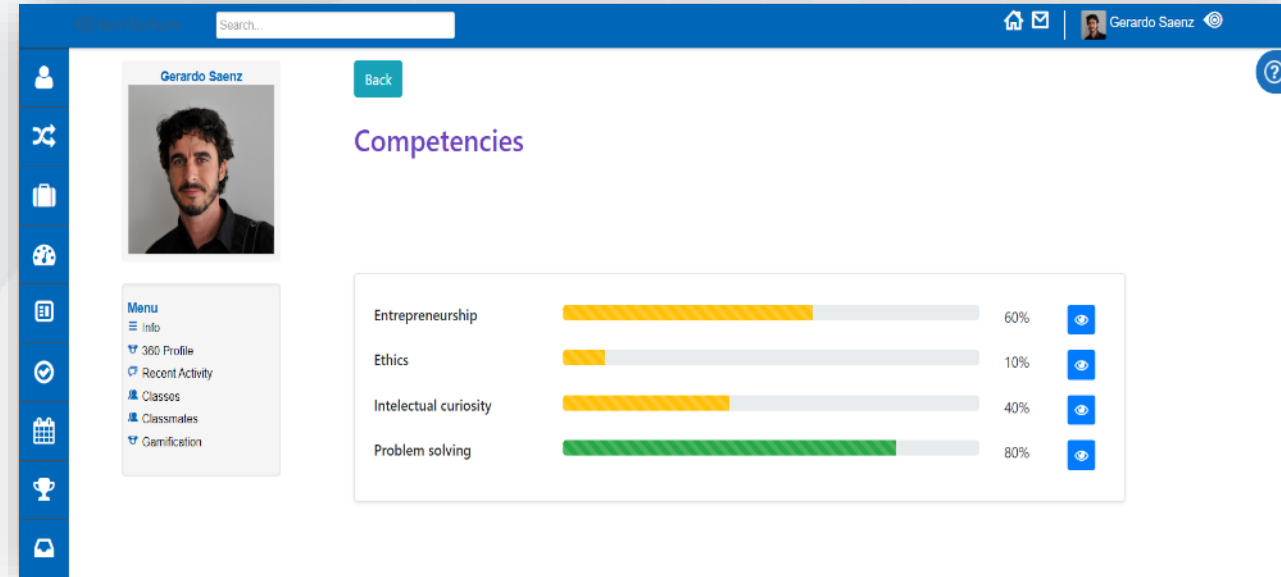 Search...
Gerardo Saenz
Gerardo Saenz
Back
Competencies
Menu
Info
360 Profile
Recent Activity
Classes
Classmates
Gamification
Entrepreneurship 60%
Ethics 10%
Intelectual curiosity 40%
Problem solving 80%
?